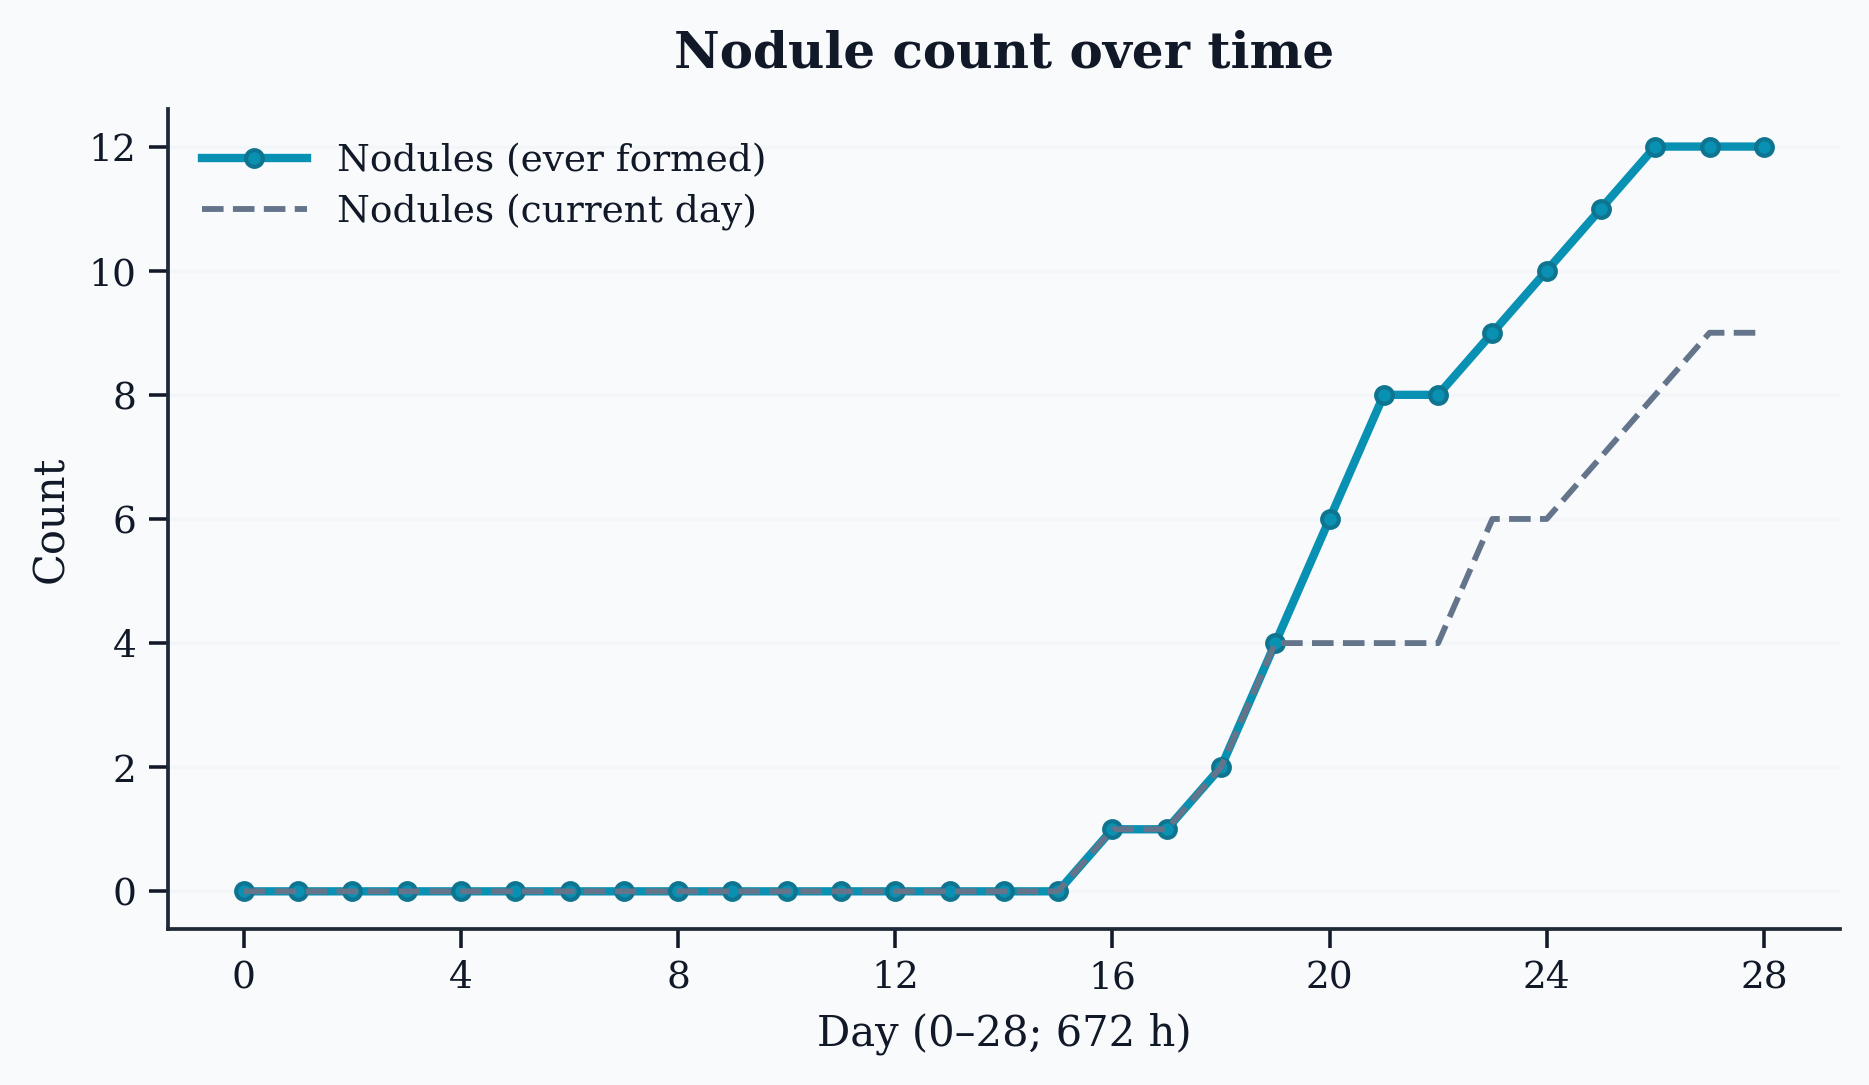 Nodule count over time
Nodules (ever formed)
Nodules (current day)
12
10
8
6
4
2
0
Count
0 4 8 12 16 20 24 28
Day (0–28; 672 h)